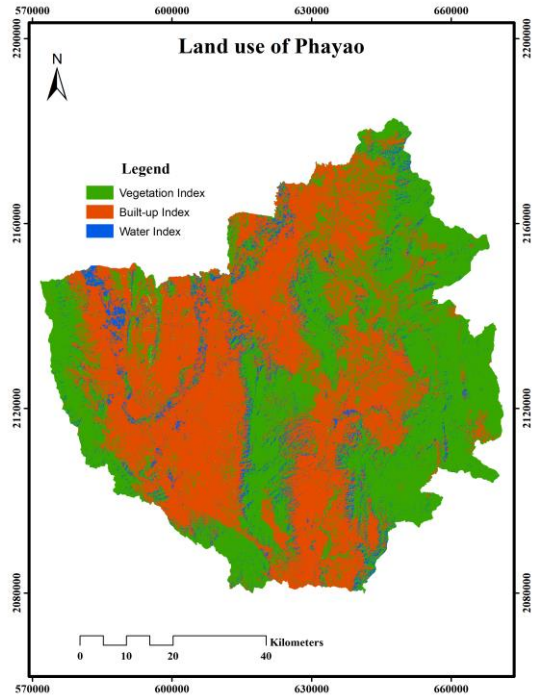 570000 600000 630000 660000
Land use of Phayao
N
Legend
Vegetation Index
Built-up Index
Water Index
2200000
2160000
2120000
2080000
2200000
2160000
2120000
2080000
Kilometers
0 10 20 40
570000 600000 630000 660000